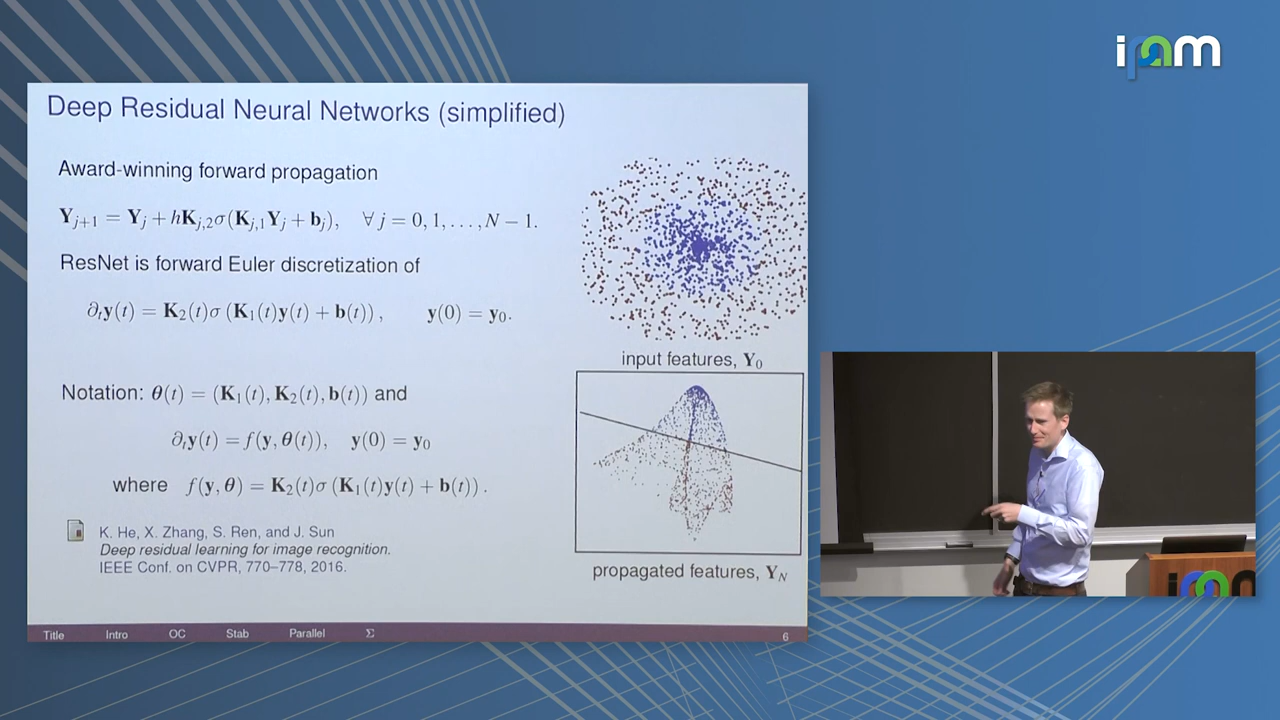 ipam
Deep Residual Neural Networks (simplified)
Award-winning forward propagation
Y_{j+1} = Y_j + hK_{j,2}σ(K_{j,1}Y_j + b_j), ∀ j = 0, 1, . . . , N − 1.
ResNet is forward Euler discretization of
∂_t y(t) = K_2(t)σ (K_1(t)y(t) + b(t)), y(0) = y_0.
input features, Y_0
Notation: θ(t) = (K_1(t), K_2(t), b(t)) and
∂_t y(t) = f(y, θ(t)), y(0) = y_0
where f(y, θ) = K_2(t)σ (K_1(t)y(t) + b(t)) .
K. He, X. Zhang, S. Ren, and J. Sun
Deep residual learning for image recognition.
IEEE Conf. on CVPR, 770–778, 2016.
propagated features, Y_N
Title Intro OC Stab Parallel Σ 6
ipam